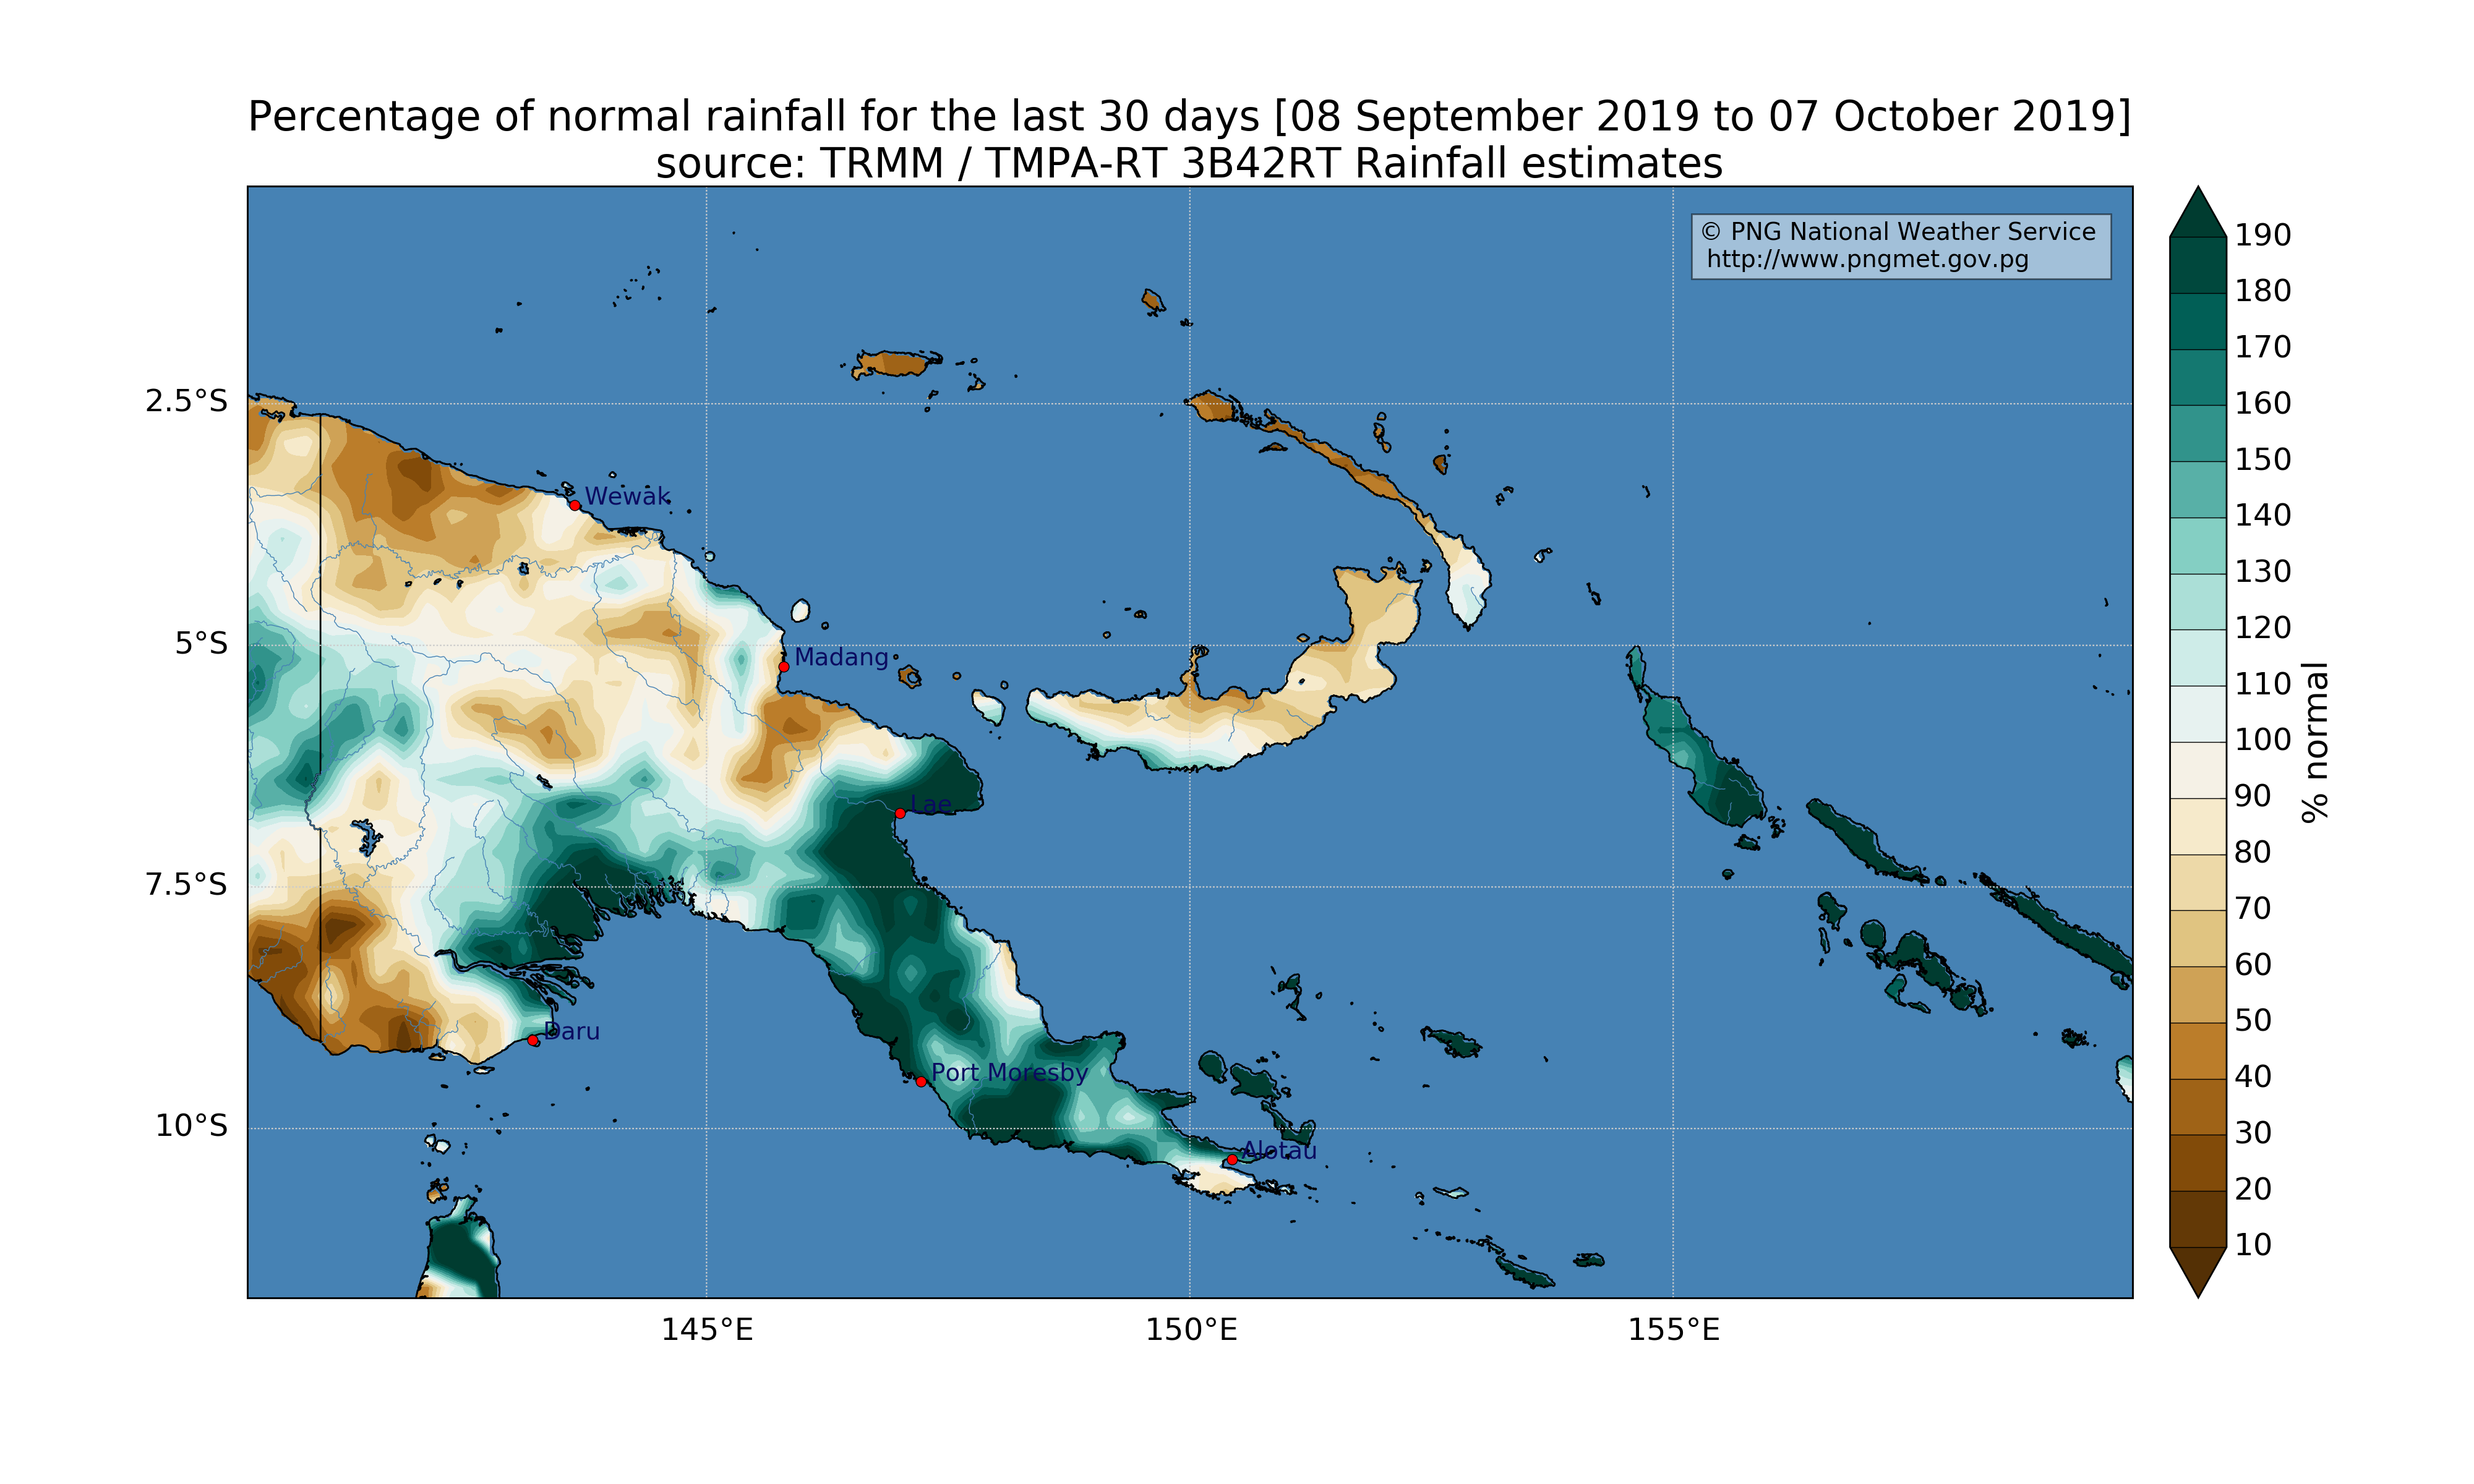 Percentage of normal rainfall for the last 30 days [08 September 2019 to 07 October 2019]
source: TRMM / TMPA-RT 3B42RT Rainfall estimates
© PNG National Weather Service
http://www.pngmet.gov.pg
2.5°S
5°S
7.5°S
10°S
Wewak
Madang
Lae
Daru
Port Moresby
Alotau
145°E
150°E
155°E
190
180
170
160
150
140
130
120
110
100
90
80
70
60
50
40
30
20
10
% normal